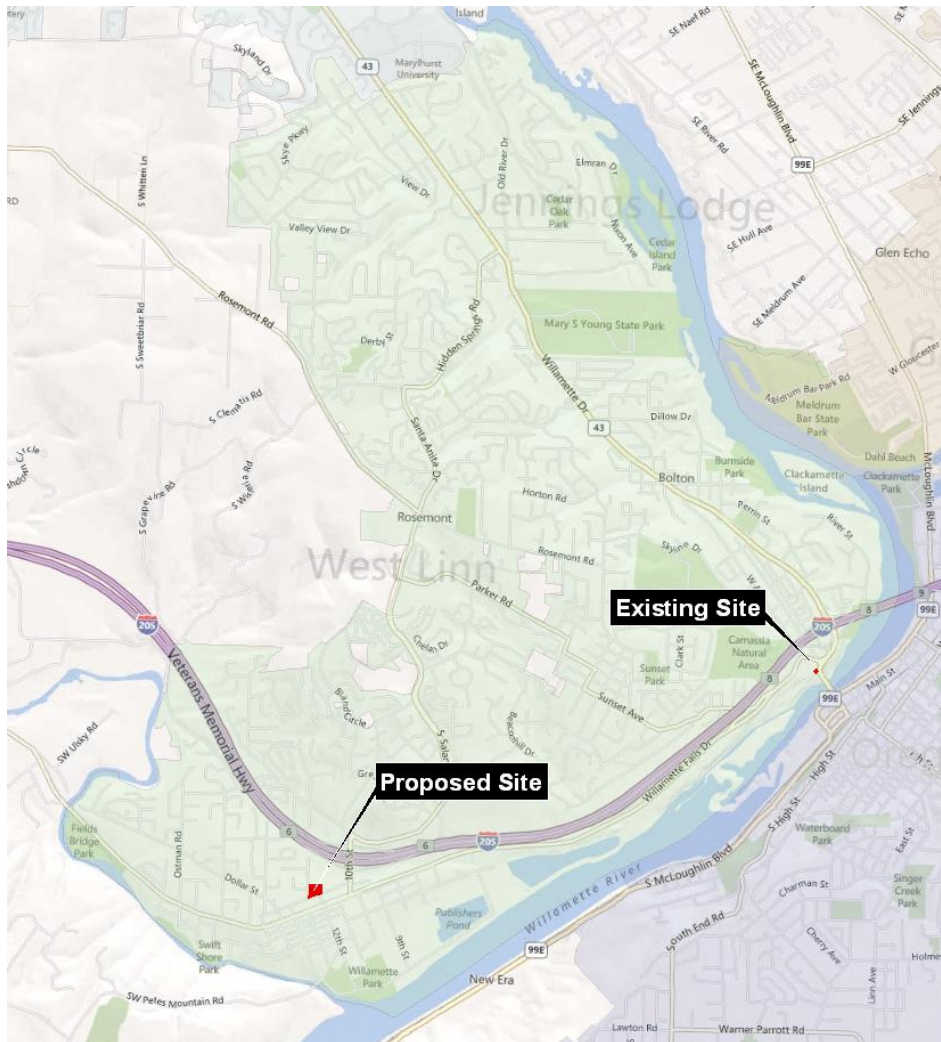 Island
SE Naef Rd
Skyland Dr
43
Marylhurst
University
SE McLoughlin Blvd
SE Jennings
SE River Rd
99E
Skye Pkwy
Old River Dr
Elmran Dr
S Whitten Ln
RD
View Dr
Jennings Lodge
Cedar
Oak
Park
Nixon Ave
SE Hull Ave
Valley View Dr
Cedar
Island
Park
Glen Echo
SE Meldrum Ave
Rosemont Rd
S Sweetbriar Rd
Hidden Springs Rd
Mary S Young State Park
Derby St
W Gloucester
Willamette Dr
Meldrum Bar Park Rd
Meldrum
Bar State
Park
S Clematis Rd
Santa Anita Dr
Dillow Dr
43
Dahl Beach
Burnside
Park
Clackamette
Island
Clackamette
Park
McLoughlin Blvd
Bolton
S Grapevine Rd
Horton Rd
Perrin St
River St
Rosemont
Skyline Dr
Rosemont Rd
West Linn
Parker Rd
Existing Site
8
9
99E
205
205
Camassia
Natural
Area
Clark St
Chelan Dr
Sunset
Park
8
Main St
99E
Veterans Memorial Hwy
Bland
Circle
Sunset Ave
Beaconhill Dr
S Salam
SW Ulsky Rd
High St
Willamette Falls Dr
Gre
Proposed Site
S High St
Fields
Bridge
Park
Ostman Rd
6
6
205
10th St
Waterboard
Park
East St
S McLoughlin Blvd
Dollar St
Willamette River
Charman St
Singer
Creek
Park
Publishers
Pond
South End Rd
12th St
9th St
Cherry Ave
Linn Ave
Holme
Swift
Shore
Park
99E
Willamette
Park
New Era
SW Petes Mountain Rd
Lawton Rd
Warner Parrott Rd